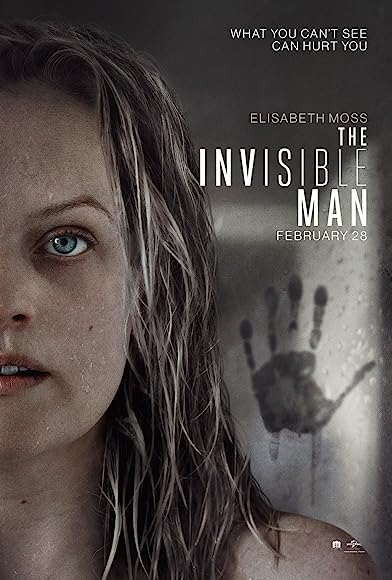 WHAT YOU CAN'T SEE
CAN HURT YOU
ELISABETH MOSS
THE
INVISIBLE
MAN
FEBRUARY 28